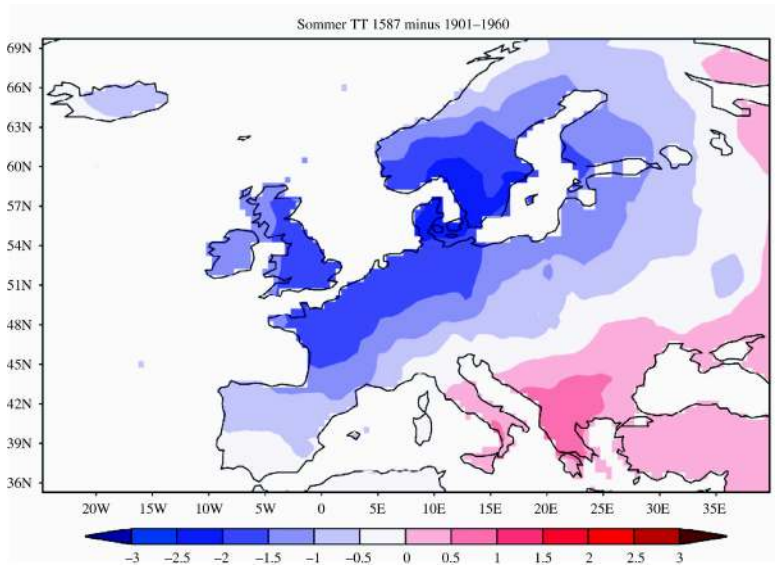 Sommer TT 1587 minus 1901–1960
69N
66N
63N
60N
57N
54N
51N
48N
45N
42N
39N
36N
20W 15W 10W 5W 0 5E 10E 15E 20E 25E 30E 35E
–3 –2.5 –2 –1.5 –1 –0.5 0 0.5 1 1.5 2 2.5 3